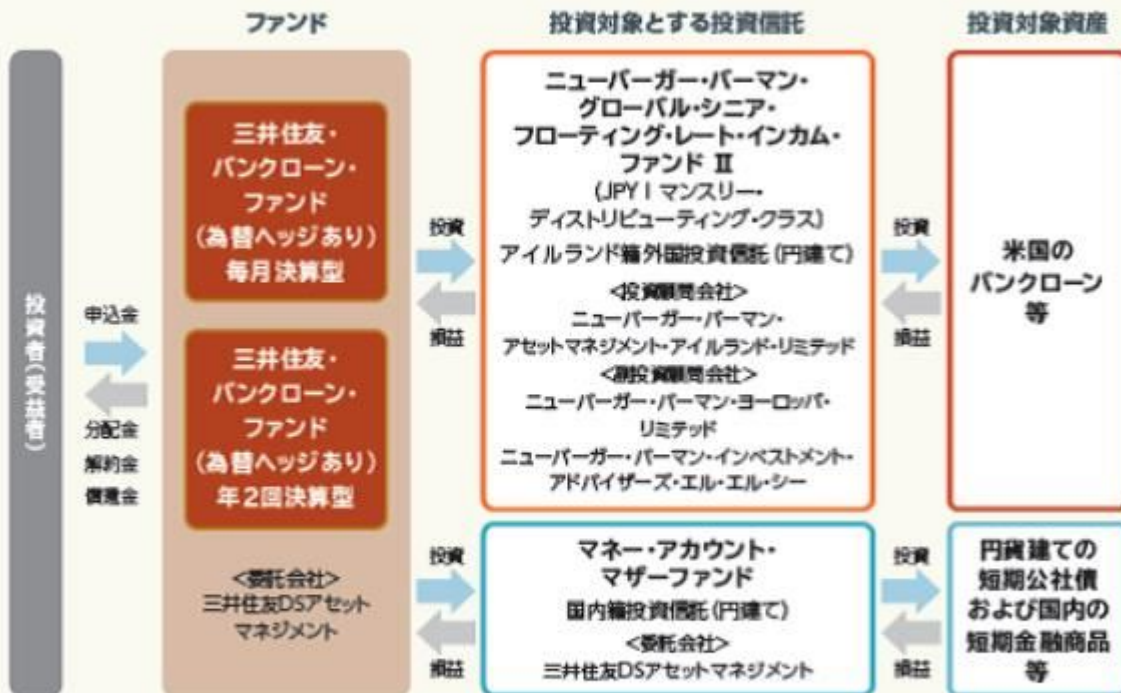 ファンド
投資対象とする投資信託
投資対象資産
投資者(受益者)
申込金
分配金
解約金
償還金
三井住友・
バンクローン・
ファンド
(為替ヘッジあり)
毎月決算型
三井住友・
バンクローン・
ファンド
(為替ヘッジあり)
年2回決算型
<委託会社>
三井住友DSアセット
マネジメント
投資
損益
ニューバーガー・バーマン・
グローバル・シニア・
フローティング・レート・インカム・
ファンド Ⅱ
(JPY I マンスリー・
ディストリビューティング・クラス)
アイルランド籍外国投資信託(円建て)
<投資顧問会社>
ニューバーガー・バーマン・
アセットマネジメント・アイルランド・リミテッド
<副投資顧問会社>
ニューバーガー・バーマン・ヨーロッパ・
リミテッド
ニューバーガー・バーマン・インベストメント・
アドバイザーズ・エル・エル・シー
投資
損益
米国の
バンクローン
等
投資
損益
マネー・アカウント・
マザーファンド
国内籍投資信託(円建て)
<委託会社>
三井住友DSアセットマネジメント
投資
損益
円貨建ての
短期公社債
および国内の
短期金融商品
等